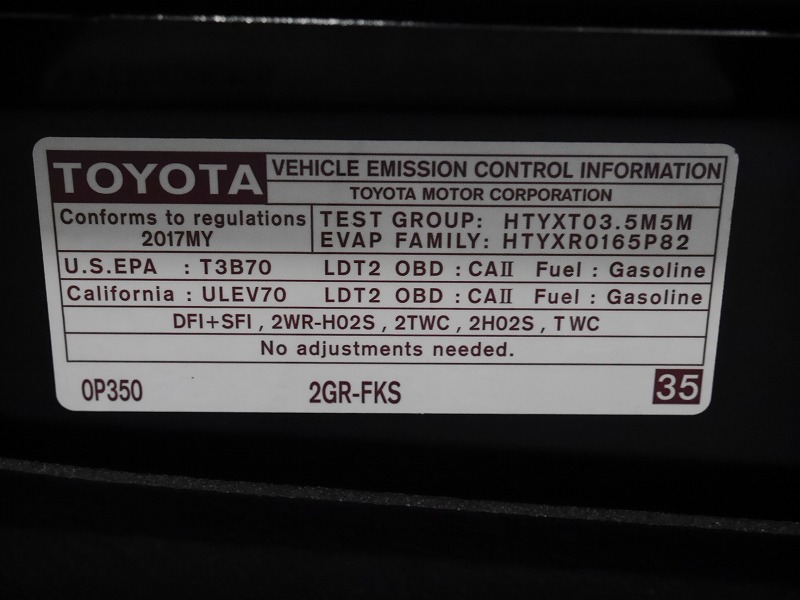 TOYOTA VEHICLE EMISSION CONTROL INFORMATION
TOYOTA MOTOR CORPORATION
Conforms to regulations
2017MY
TEST GROUP: HTYXT03.5M5M
EVAP FAMILY: HTYXR0165P82
U.S.EPA : T3B70 LDT2 OBD : CAII Fuel : Gasoline
California : ULEV70 LDT2 OBD : CAII Fuel : Gasoline
DFI+SFI, 2WR-HO2S, 2TWC, 2HO2S, TWC
No adjustments needed.
0P350 2GR-FKS 35